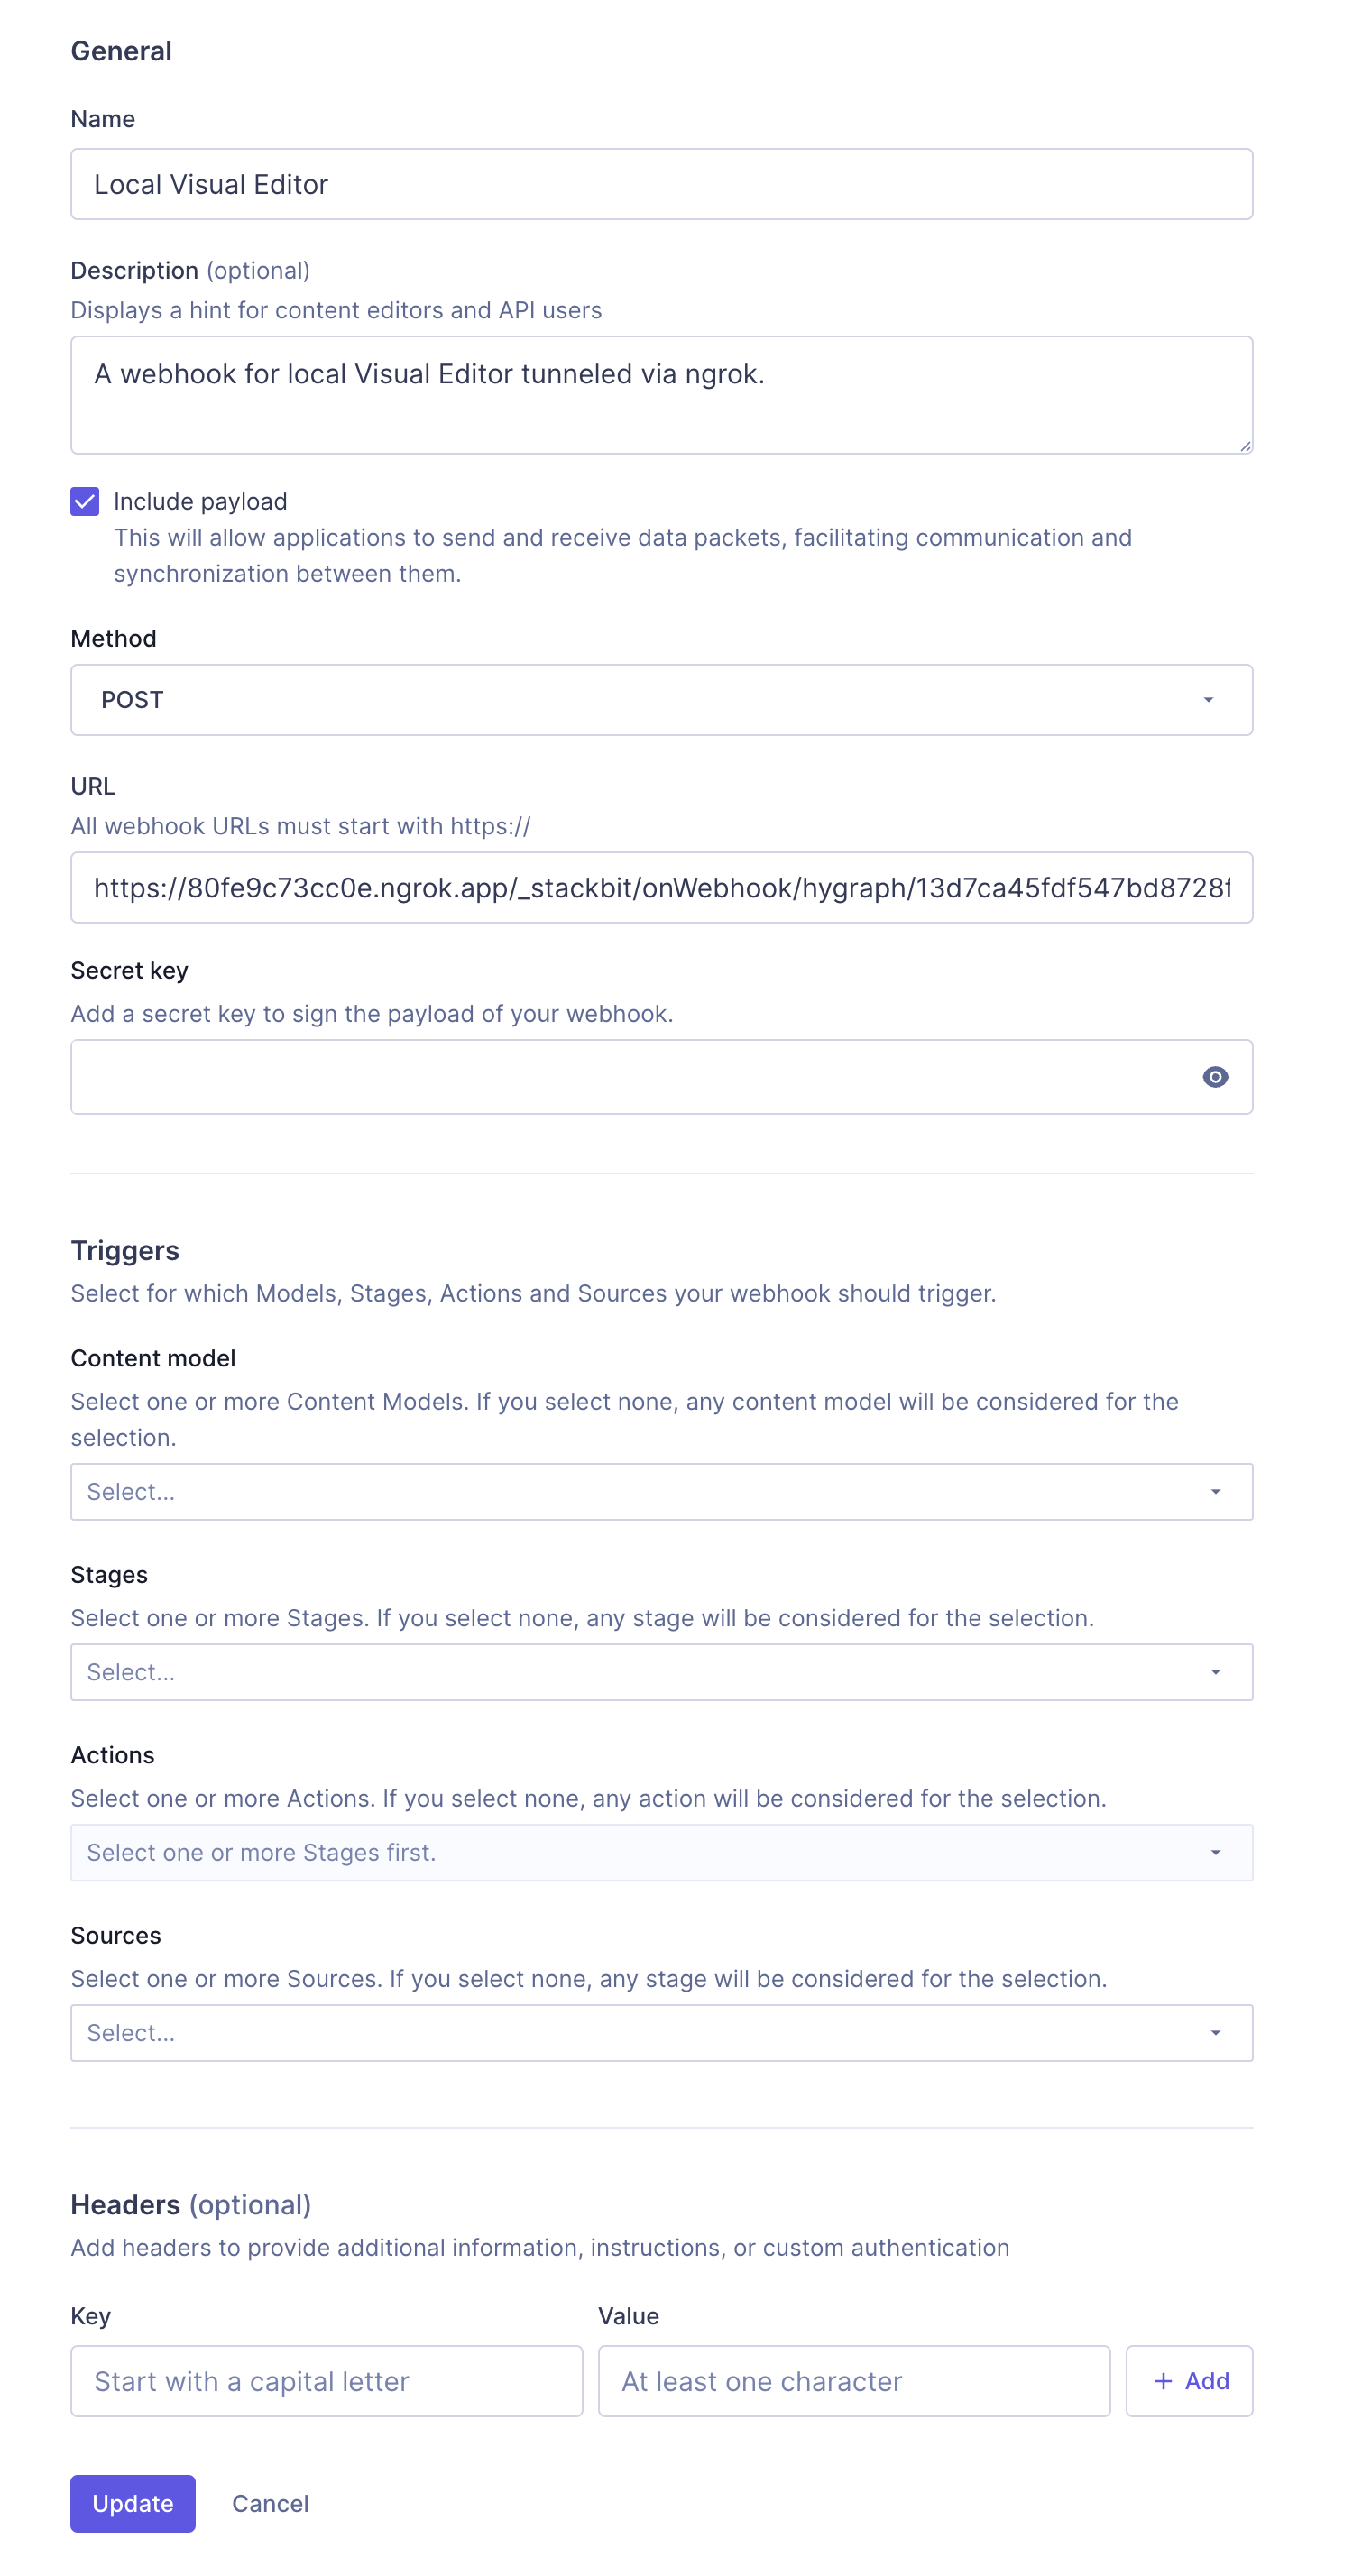 General
Name
Local Visual Editor
Description (optional)
Displays a hint for content editors and API users
A webhook for local Visual Editor tunneled via ngrok.
Include payload
This will allow applications to send and receive data packets, facilitating communication and
synchronization between them.
Method
POST
URL
All webhook URLs must start with https://
https://80fe9c73cc0e.ngrok.app/_stackbit/onWebhook/hygraph/13d7ca45fdf547bd8728f
Secret key
Add a secret key to sign the payload of your webhook.
Triggers
Select for which Models, Stages, Actions and Sources your webhook should trigger.
Content model
Select one or more Content Models. If you select none, any content model will be considered for the
selection.
Select...
Stages
Select one or more Stages. If you select none, any stage will be considered for the selection.
Select...
Actions
Select one or more Actions. If you select none, any action will be considered for the selection.
Select one or more Stages first.
Sources
Select one or more Sources. If you select none, any stage will be considered for the selection.
Select...
Headers (optional)
Add headers to provide additional information, instructions, or custom authentication
Key Value
Start with a capital letter At least one character + Add
Update Cancel